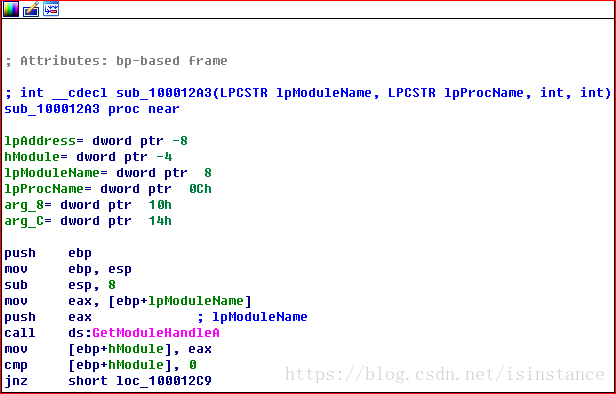 ; Attributes: bp-based frame
; int __cdecl sub_100012A3(LPCSTR lpModuleName, LPCSTR lpProcName, int, int)
sub_100012A3 proc near
lpAddress= dword ptr -8
hModule= dword ptr -4
lpModuleName= dword ptr  8
lpProcName= dword ptr  0Ch
arg_8= dword ptr  10h
arg_C= dword ptr  14h
push    ebp
mov     ebp, esp
sub     esp, 8
mov     eax, [ebp+lpModuleName]
push    eax             ; lpModuleName
call    ds:GetModuleHandleA
mov     [ebp+hModule], eax
cmp     [ebp+hModule], 0
jnz     short loc_100012C9
https://blog.csdn.net/isinstance